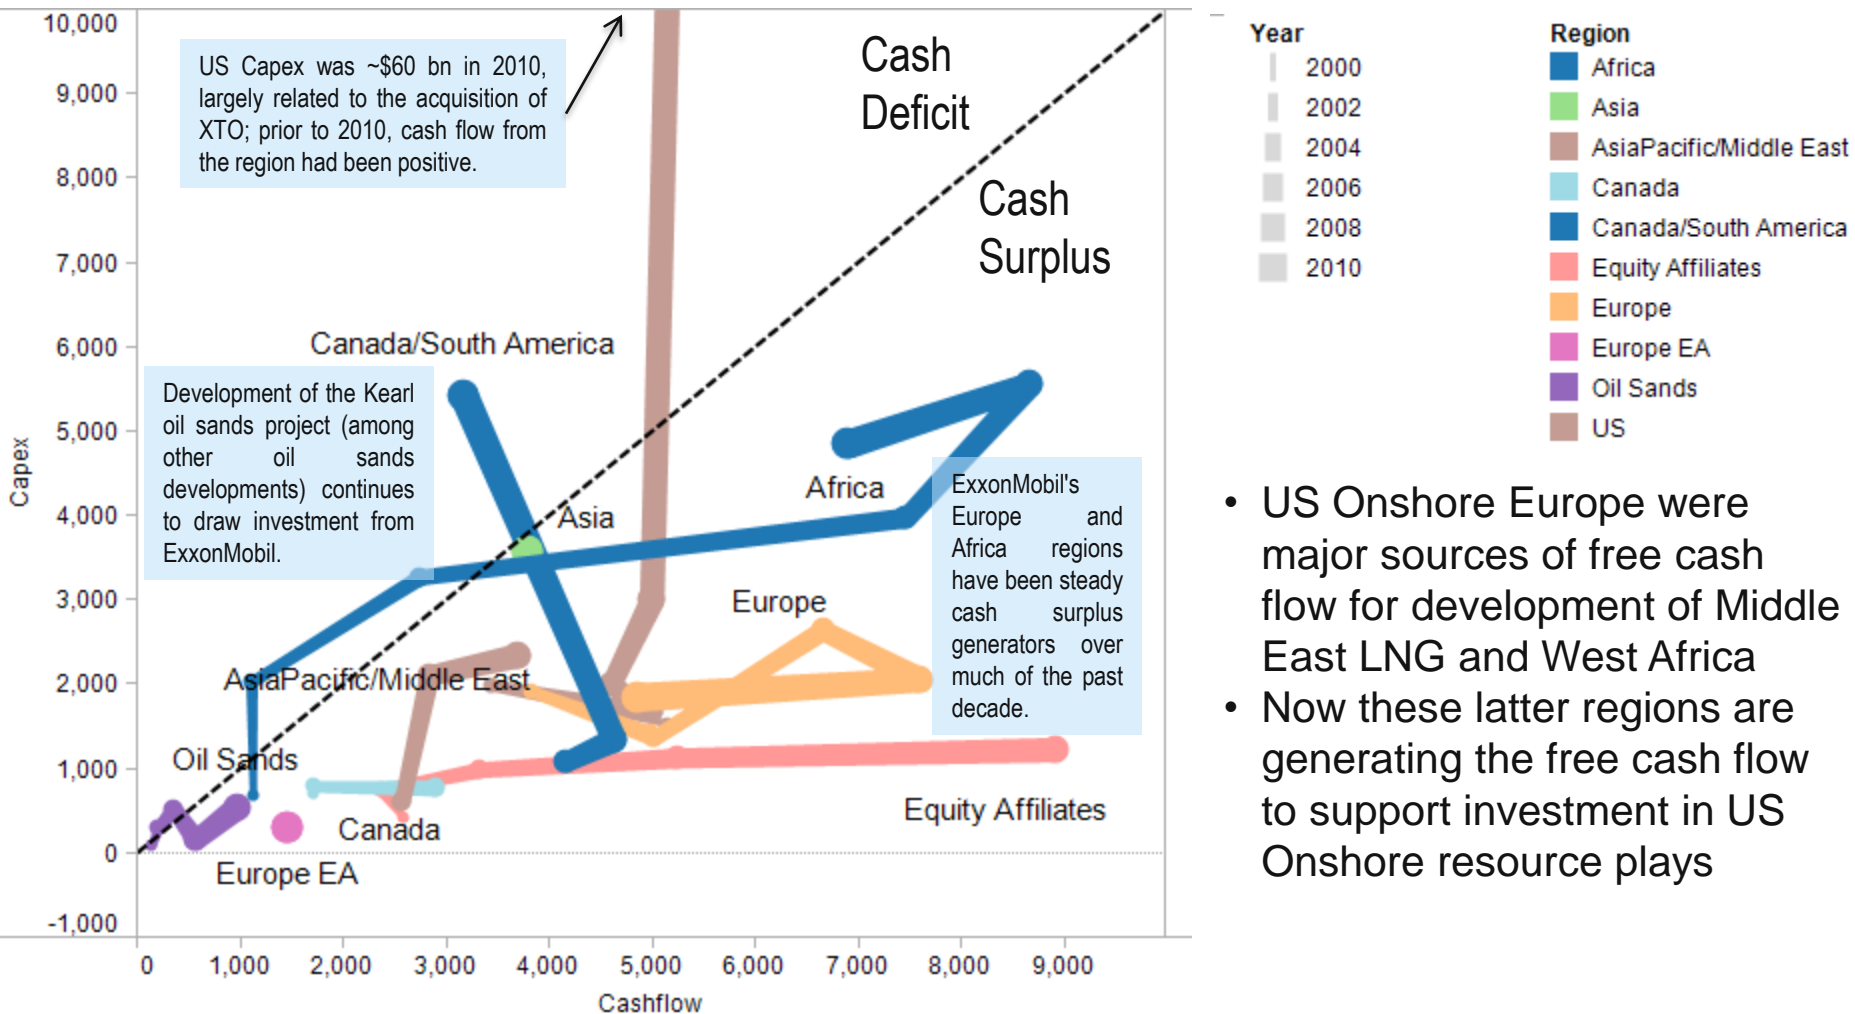 10,000
9,000
8,000
7,000
6,000
5,000
4,000
3,000
2,000
1,000
0
-1,000
Capex
0
1,000
2,000
3,000
4,000
5,000
6,000
7,000
8,000
9,000
Cashflow
US Capex was ~$60 bn in 2010,
largely related to the acquisition of
XTO; prior to 2010, cash flow from
the region had been positive.
Cash
Deficit
Cash
Surplus
Canada/South America
Development of the Kearl
oil sands project (among
other oil sands
developments) continues
to draw investment from
ExxonMobil.
Asia
Africa
ExxonMobil's
Europe and
Africa regions
have been steady
cash surplus
generators over
much of the past
decade.
Europe
AsiaPacific/Middle East
Oil Sands
Canada
Equity Affiliates
Europe EA
Year
2000
2002
2004
2006
2008
2010
Region
Africa
Asia
AsiaPacific/Middle East
Canada
Canada/South America
Equity Affiliates
Europe
Europe EA
Oil Sands
US
• US Onshore Europe were
major sources of free cash
flow for development of Middle
East LNG and West Africa
• Now these latter regions are
generating the free cash flow
to support investment in US
Onshore resource plays